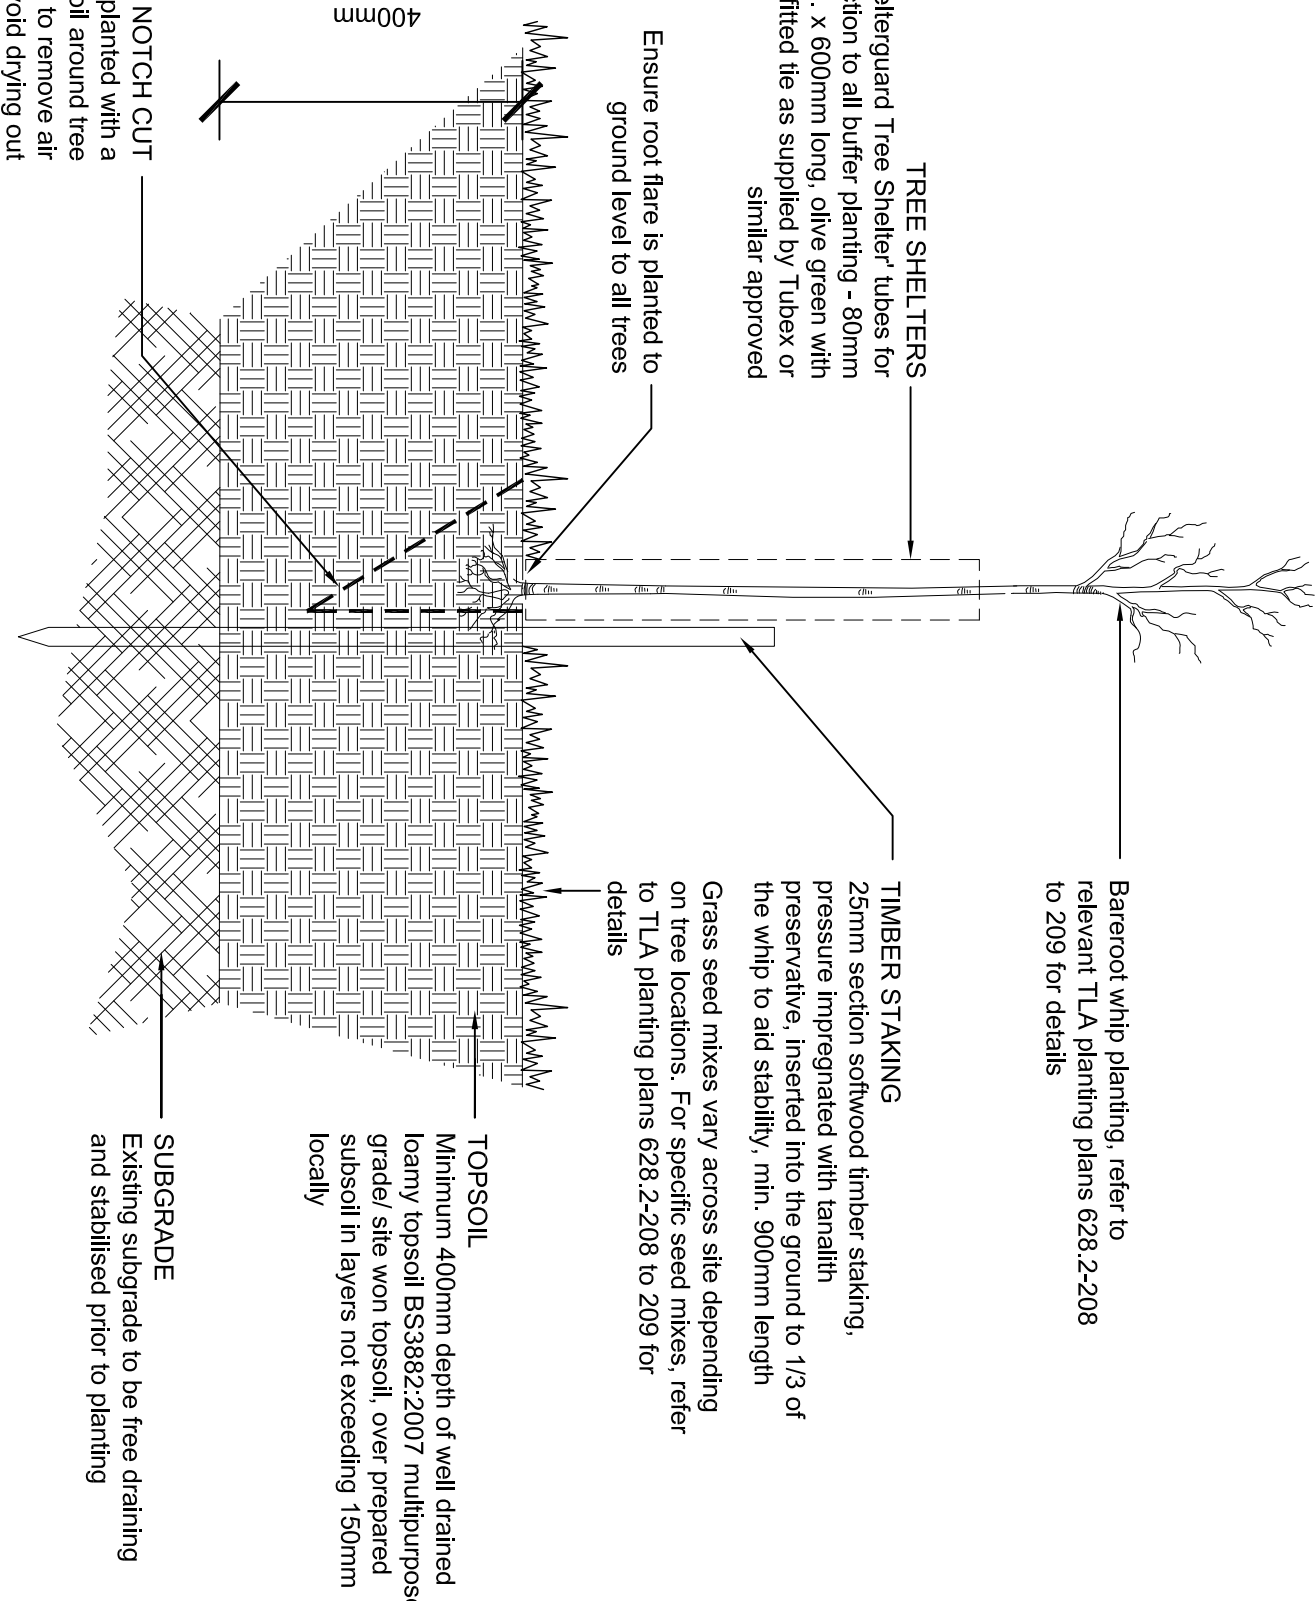 Bareroot whip planting, refer to
relevant TLA planting plans 628.2-208
to 209 for details
TREE SHELTERS
Tree Shelter' tubes for
to all buffer planting - 80mm
x 600mm long, olive green with
fitted tie as supplied by Tubex or
similar approved
TIMBER STAKING
25mm section softwood timber staking,
pressure impregnated with tanalith
preservative, inserted into the ground to 1/3 of
the whip to aid stability, min. 900mm length
Ensure root flare is planted to
ground level to all trees
Grass seed mixes vary across site depending
on tree locations. For specific seed mixes, refer
to TLA planting plans 628.2-208 to 209 for
details
400mm
TOPSOIL
Minimum 400mm depth of well drained
loamy topsoil BS3882:2007 multipurpose
grade/ site won topsoil, over prepared
subsoil in layers not exceeding 150mm
locally
NOTCH CUT
planted with a
around tree
to remove air
drying out
SUBGRADE
Existing subgrade to be free draining
and stabilised prior to planting